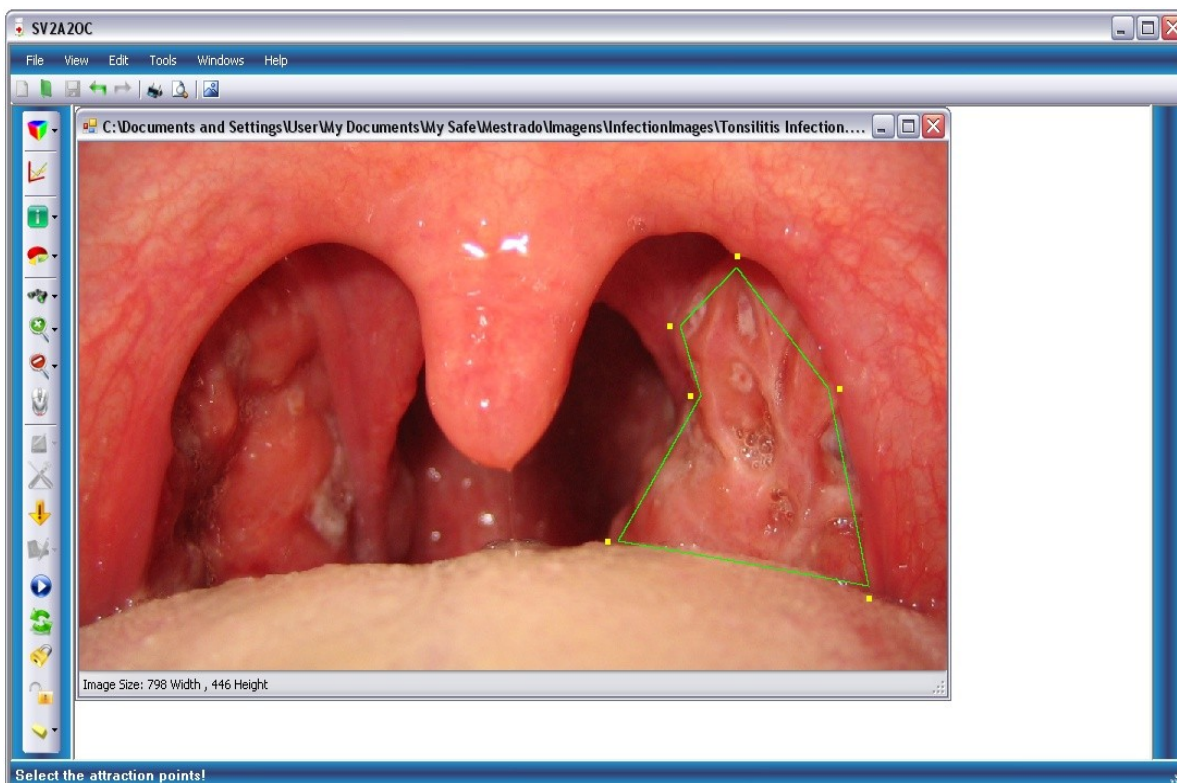 SV2A2OC
File View Edit Tools Windows Help
C:\Documents and Settings\User\My Documents\My Safe\Mestrado\Imagens\InfectionImages\Tonsilitis Infection....
Image Size: 798 Width , 446 Height
Select the attraction points!